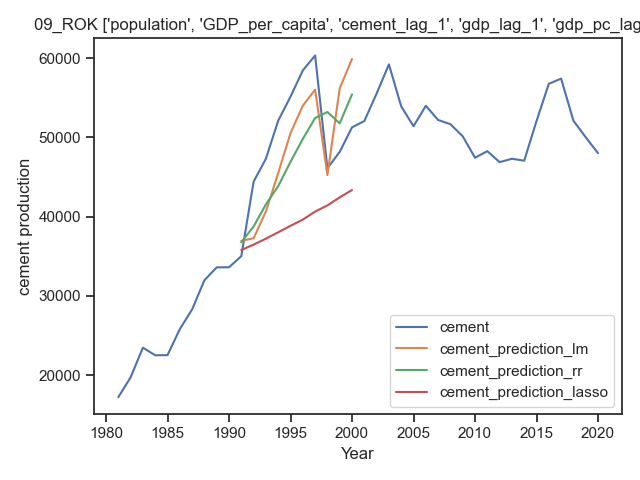 09_ROK ['population', 'GDP_per_capita', 'cement_lag_1', 'gdp_lag_1', 'gdp_pc_lag
60000
50000
40000
30000
20000
cement production
1980 1985 1990 1995 2000 2005 2010 2015 2020
Year
cement
cement_prediction_lm
cement_prediction_rr
cement_prediction_lasso